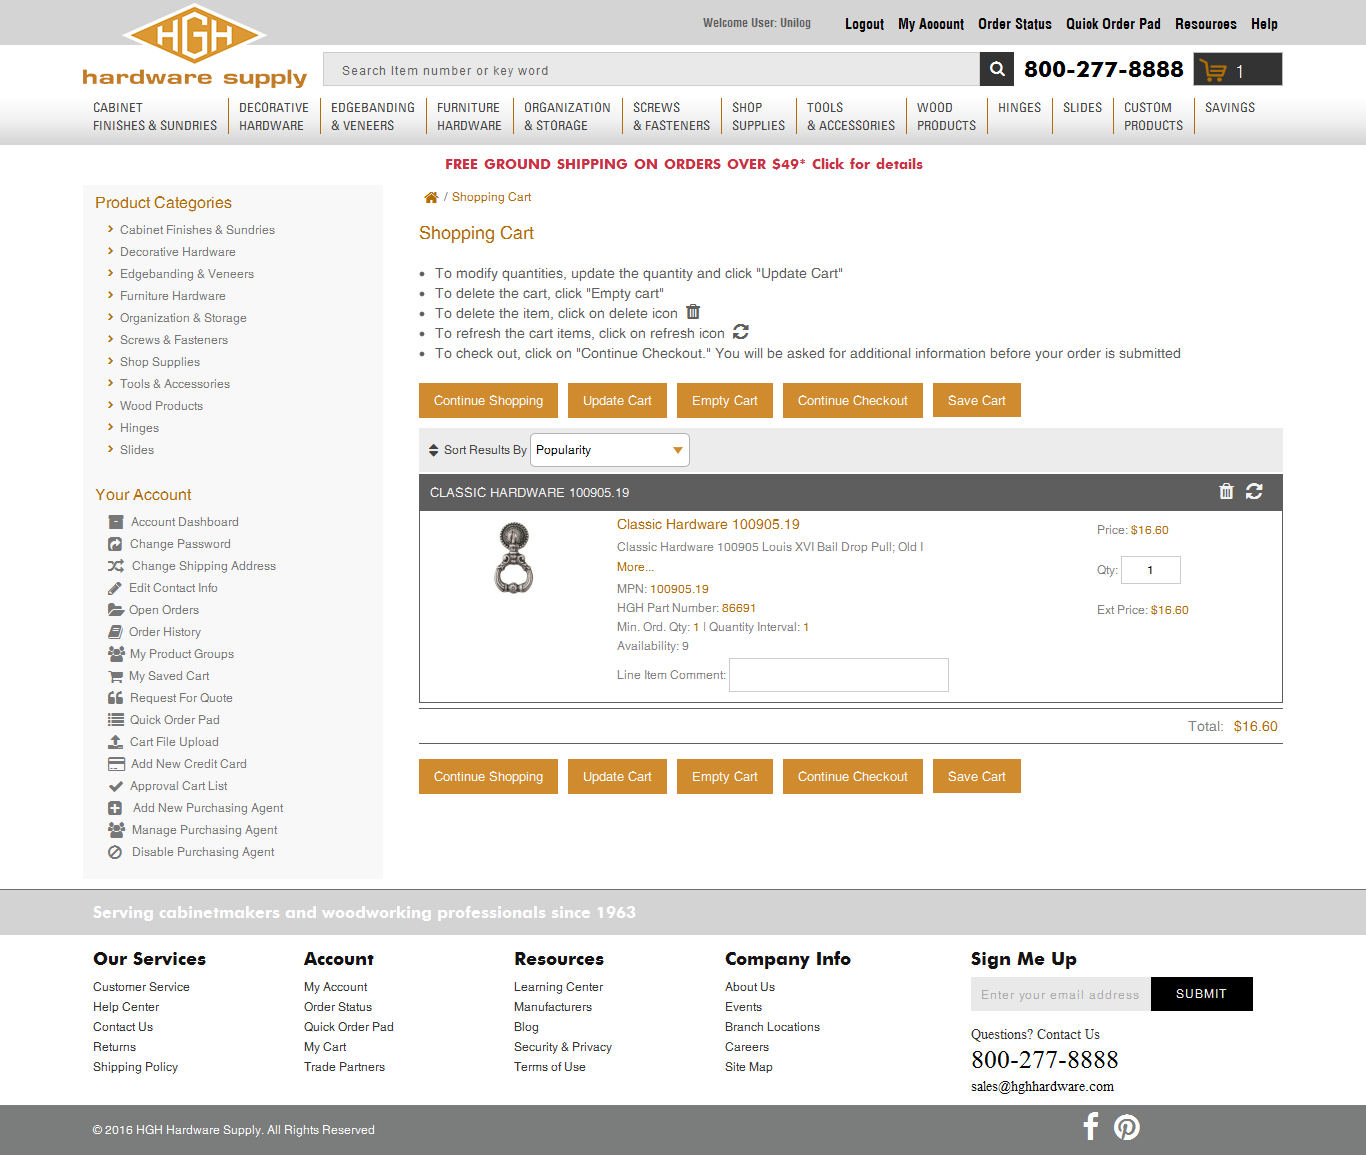 Welcome User: Unilog
Logout My Account Order Status Quick Order Pad Resources Help
HGH
hardware supply
Search Item number or key word
800-277-8888
1
CABINET
FINISHES & SUNDRIES
DECORATIVE
HARDWARE
EDGEBANDING
& VENEERS
FURNITURE
HARDWARE
ORGANIZATION
& STORAGE
SCREWS
& FASTENERS
SHOP
SUPPLIES
TOOLS
& ACCESSORIES
WOOD
PRODUCTS
HINGES
SLIDES
CUSTOM
PRODUCTS
SAVINGS
FREE GROUND SHIPPING ON ORDERS OVER $49* Click for details
Product Categories
Cabinet Finishes & Sundries
Decorative Hardware
Edgebanding & Veneers
Furniture Hardware
Organization & Storage
Screws & Fasteners
Shop Supplies
Tools & Accessories
Wood Products
Hinges
Slides
Your Account
Account Dashboard
Change Password
Change Shipping Address
Edit Contact Info
Open Orders
Order History
My Product Groups
My Saved Cart
Request For Quote
Quick Order Pad
Cart File Upload
Add New Credit Card
Approval Cart List
Add New Purchasing Agent
Manage Purchasing Agent
Disable Purchasing Agent
/ Shopping Cart
Shopping Cart
To modify quantities, update the quantity and click "Update Cart"
To delete the cart, click "Empty cart"
To delete the item, click on delete icon
To refresh the cart items, click on refresh icon
To check out, click on "Continue Checkout." You will be asked for additional information before your order is submitted
Continue Shopping Update Cart Empty Cart Continue Checkout Save Cart
Sort Results By Popularity
CLASSIC HARDWARE 100905.19
Classic Hardware 100905.19
Classic Hardware 100905 Louis XVI Bail Drop Pull; Old I
More...
MPN: 100905.19
HGH Part Number: 86691
Min. Ord. Qty: 1 | Quantity Interval: 1
Availability: 9
Line Item Comment:
Price: $16.60
Qty: 1
Ext Price: $16.60
Total: $16.60
Continue Shopping Update Cart Empty Cart Continue Checkout Save Cart
Serving cabinetmakers and woodworking professionals since 1963
Our Services
Customer Service
Help Center
Contact Us
Returns
Shipping Policy
Account
My Account
Order Status
Quick Order Pad
My Cart
Trade Partners
Resources
Learning Center
Manufacturers
Blog
Security & Privacy
Terms of Use
Company Info
About Us
Events
Branch Locations
Careers
Site Map
Sign Me Up
Enter your email address SUBMIT
Questions? Contact Us
800-277-8888
sales@hghhardware.com
© 2016 HGH Hardware Supply. All Rights Reserved